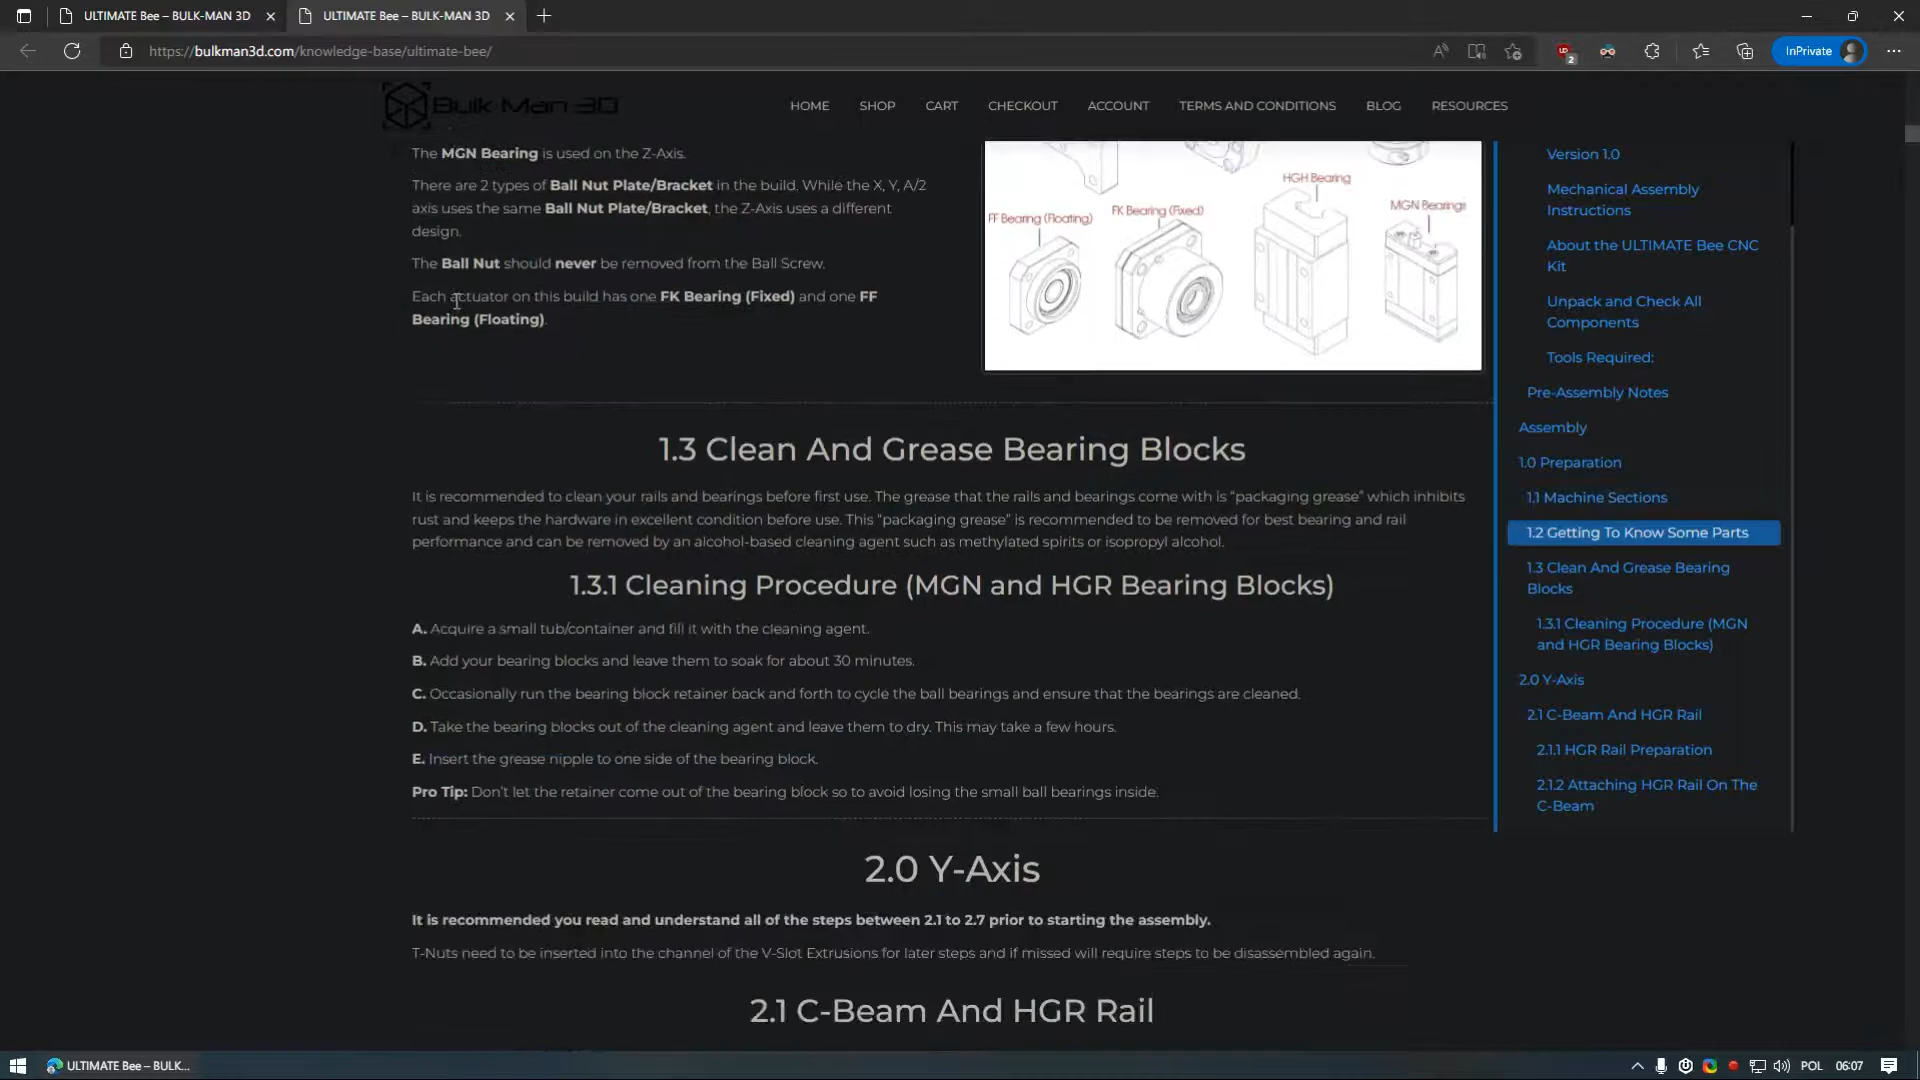 ULTIMATE Bee – BULK-MAN 3D
ULTIMATE Bee – BULK-MAN 3D
https://bulkman3d.com/knowledge-base/ultimate-bee/
2
InPrivate
Bulk Man 3D
HOME
SHOP
CART
CHECKOUT
ACCOUNT
TERMS AND CONDITIONS
BLOG
RESOURCES
The MGN Bearing is used on the Z-Axis.
There are 2 types of Ball Nut Plate/Bracket in the build. While the X, Y, A/2
axis uses the same Ball Nut Plate/Bracket, the Z-Axis uses a different
design.
The Ball Nut should never be removed from the Ball Screw.
Each actuator on this build has one FK Bearing (Fixed) and one FF
Bearing (Floating).
FF Bearing (Floating)
FK Bearing (Fixed)
HGH Bearing
MGN Bearings
1.3 Clean And Grease Bearing Blocks
It is recommended to clean your rails and bearings before first use. The grease that the rails and bearings come with is “packaging grease” which inhibits
rust and keeps the hardware in excellent condition before use. This “packaging grease” is recommended to be removed for best bearing and rail
performance and can be removed by an alcohol-based cleaning agent such as methylated spirits or isopropyl alcohol.
1.3.1 Cleaning Procedure (MGN and HGR Bearing Blocks)
A. Acquire a small tub/container and fill it with the cleaning agent.
B. Add your bearing blocks and leave them to soak for about 30 minutes.
C. Occasionally run the bearing block retainer back and forth to cycle the ball bearings and ensure that the bearings are cleaned.
D. Take the bearing blocks out of the cleaning agent and leave them to dry. This may take a few hours.
E. Insert the grease nipple to one side of the bearing block.
Pro Tip: Don’t let the retainer come out of the bearing block so to avoid losing the small ball bearings inside.
2.0 Y-Axis
It is recommended you read and understand all of the steps between 2.1 to 2.7 prior to starting the assembly.
T-Nuts need to be inserted into the channel of the V-Slot Extrusions for later steps and if missed will require steps to be disassembled again.
2.1 C-Beam And HGR Rail
Version 1.0
Mechanical Assembly
Instructions
About the ULTIMATE Bee CNC
Kit
Unpack and Check All
Components
Tools Required:
Pre-Assembly Notes
Assembly
1.0 Preparation
1.1 Machine Sections
1.2 Getting To Know Some Parts
1.3 Clean And Grease Bearing
Blocks
1.3.1 Cleaning Procedure (MGN
and HGR Bearing Blocks)
2.0 Y-Axis
2.1 C-Beam And HGR Rail
2.1.1 HGR Rail Preparation
2.1.2 Attaching HGR Rail On The
C-Beam
ULTIMATE Bee – BULK...
POL
06:07